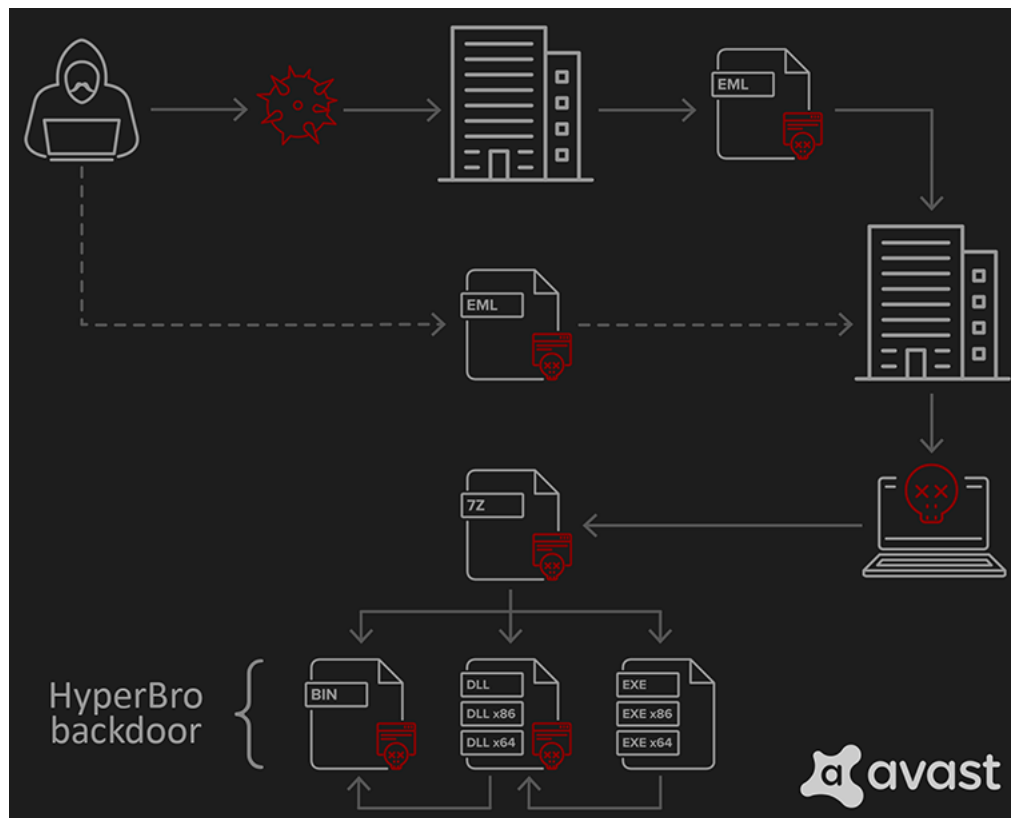 EML
EML
7Z
HyperBro
backdoor
BIN
DLL
DLL x86
DLL x64
EXE
EXE x86
EXE x64
avast